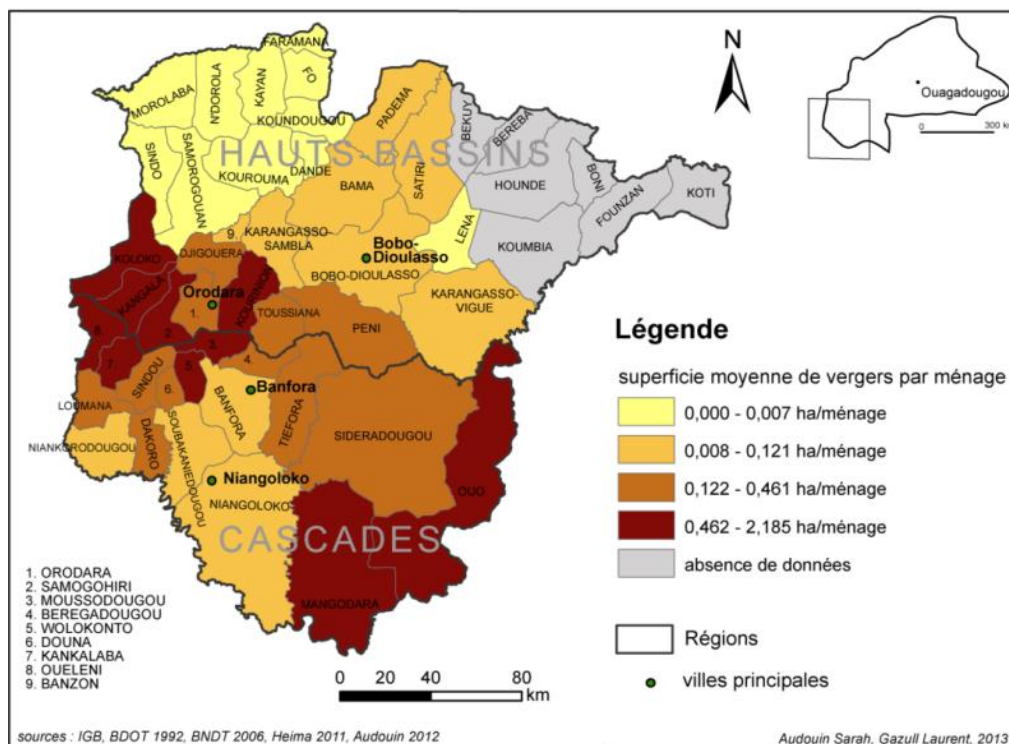 N
Ouagadougou
0
300 km
FARAMANA
FO
KAYAN
N'DOROLA
MOROLABA
KOUNDOUGOU
PADEMA
BEKUY
BEREBA
SINDO
SAMOROGOUAN
HAUTS-BASSINS
KOUROUMA
DANDE
BAMA
SATIRI
HOUNDE
BONI
FOUNZAN
KOTI
LENA
KOUMBIA
9.
KARANGASSO-
SAMBLA
DJIGOUERA
Bobo-
Dioulasso
BOBO-DIOULASSO
KOLOKO
KANGALA
Orodara
1.
KOURINION
KARANGASSO-
VIGUE
TOUSSIANA
PENI
8.
2.
3.
7.
5.
4.
SINDOU
6.
Banfora
BANFORA
LOUMANA
DAKORO
SOUBAKANIEDOUGOU
TIEFORA
SIDERADOUGOU
NIANKORODOUGOU
OUO
Niangoloko
NIANGOLOKO
CASCADES
MANGODARA
Légende
superficie moyenne de vergers par ménage
0,000 - 0,007 ha/ménage
0,008 - 0,121 ha/ménage
0,122 - 0,461 ha/ménage
0,462 - 2,185 ha/ménage
absence de données
Régions
villes principales
1. ORODARA
2. SAMOGOHIRI
3. MOUSSODOUGOU
4. BEREGADOUGOU
5. WOLOKONTO
6. DOUNA
7. KANKALABA
8. OUELENI
9. BANZON
0 40 80
km
sources : IGB, BDOT 1992, BNDT 2006, Heima 2011, Audouin 2012
Audouin Sarah, Gazull Laurent, 2013